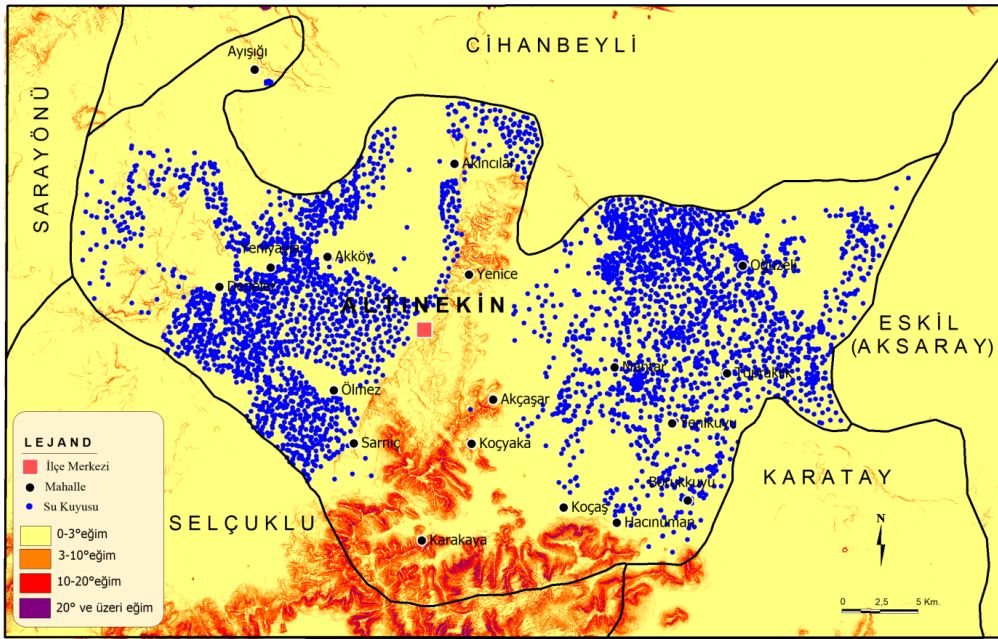 CİHANBEYLİ
Ayışığı
SARAYÖNÜ
Akıncılar
Yeniyayla
Akköy
Oğuzeli
Yenice
Dedeler
ALTINEKİN
ESKİL
(AKSARAY)
Mantar
Topraklık
Ölmez
Akçaşar
Yenikuyu
Sarnıç
Koçyaka
KARATAY
Borukkuyu
Koçaş
SELÇUKLU
Hacınuman
Karakaya
LEJAND
İlçe Merkezi
Mahalle
Su Kuyusu
0-3°eğim
3-10°eğim
10-20°eğim
20° ve üzeri eğim
N
0 2,5 5 Km.